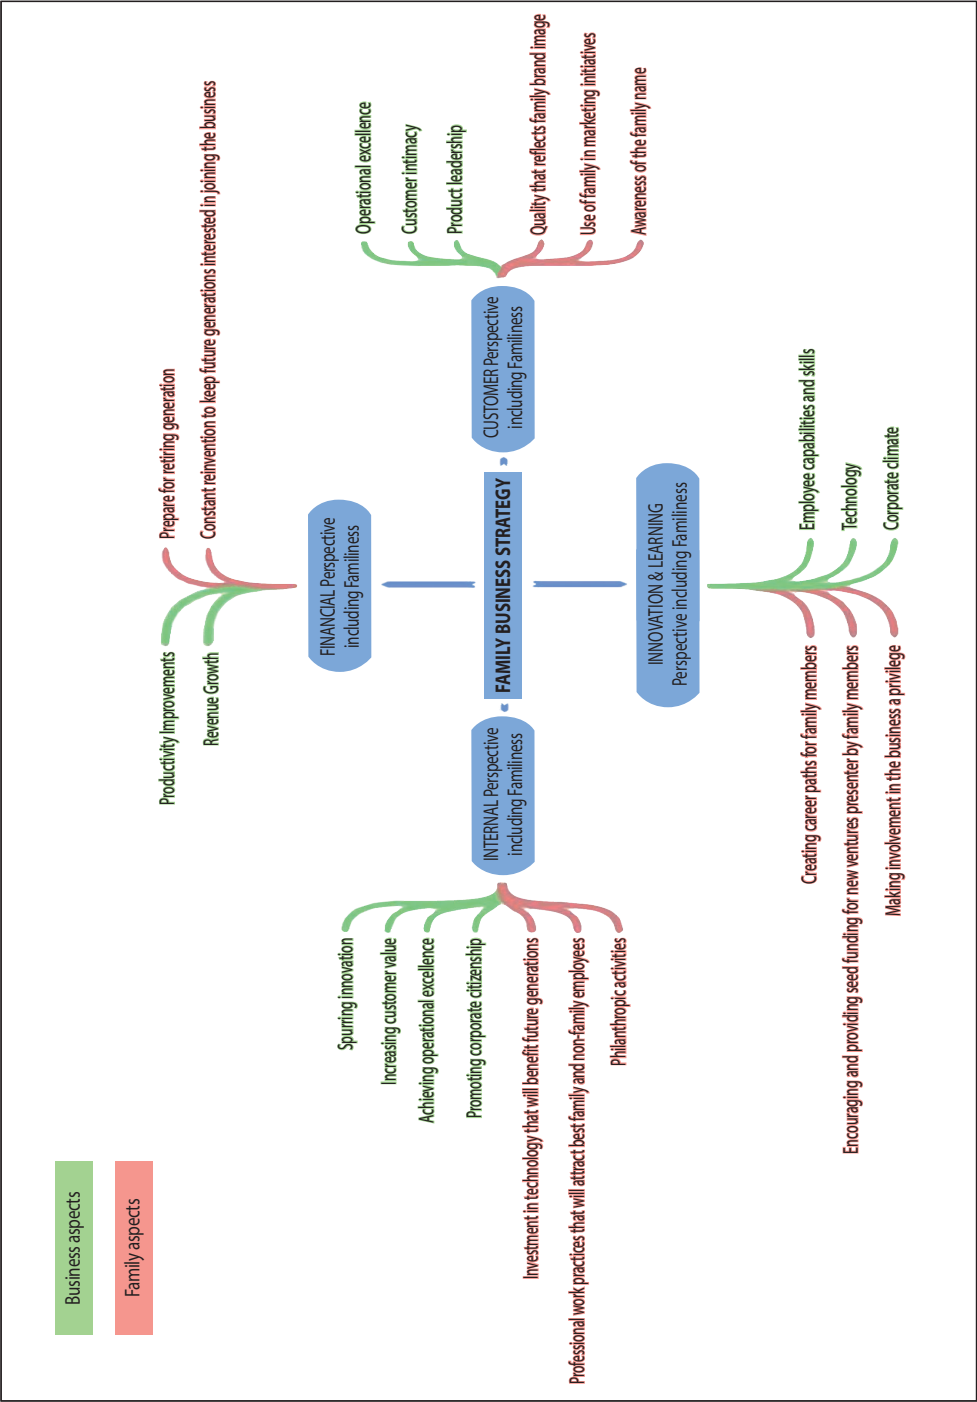 Business aspects
Family aspects
Productivity Improvements
Revenue Growth
Prepare for retiring generation
Constant reinvention to keep future generations interested in joining the business
FINANCIAL Perspective
including Familiness
Spurring innovation
Increasing customer value
Achieving operational excellence
Promoting corporate citizenship
Investment in technology that will benefit future generations
Professional work practices that will attract best family and non-family employees
Philanthropic activities
INTERNAL Perspective
including Familiness
FAMILY BUSINESS STRATEGY
CUSTOMER Perspective
including Familiness
Operational excellence
Customer intimacy
Product leadership
Quality that reflects family brand image
Use of family in marketing initiatives
Awareness of the family name
INNOVATION & LEARNING
Perspective including Familiness
Creating career paths for family members
Encouraging and providing seed funding for new ventures presenter by family members
Making involvement in the business a privilege
Employee capabilities and skills
Technology
Corporate climate